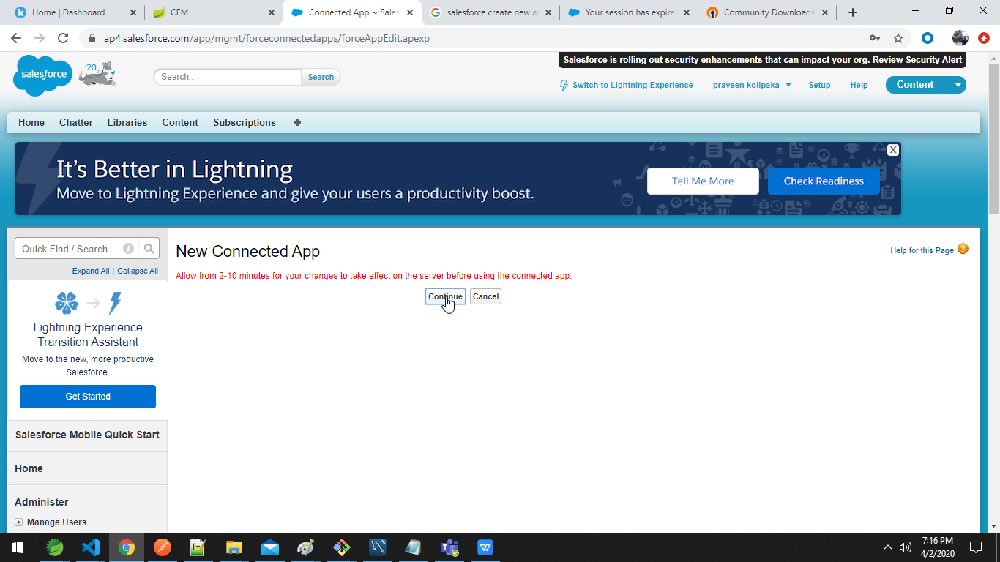 Home | Dashboard
CEM
Connected App ~ Sales
salesforce create new a
Your session has expire
Community Downloads
ap4.salesforce.com/app/mgmt/forceconnectedapps/forceAppEdit.apexp
salesforce
'20
Search...
Search
Salesforce is rolling out security enhancements that can impact your org. Review Security Alert
Switch to Lightning Experience
praveen kolipaka
Setup
Help
Content
Home
Chatter
Libraries
Content
Subscriptions
+
It's Better in Lightning
Move to Lightning Experience and give your users a productivity boost.
Tell Me More
Check Readiness
X
Quick Find / Search...
Expand All | Collapse All
Lightning Experience
Transition Assistant
Move to the new, more productive
Salesforce.
Get Started
Salesforce Mobile Quick Start
Home
Administer
Manage Users
New Connected App
Help for this Page
Allow from 2-10 minutes for your changes to take effect on the server before using the connected app.
Continue
Cancel
7:16 PM
4/2/2020